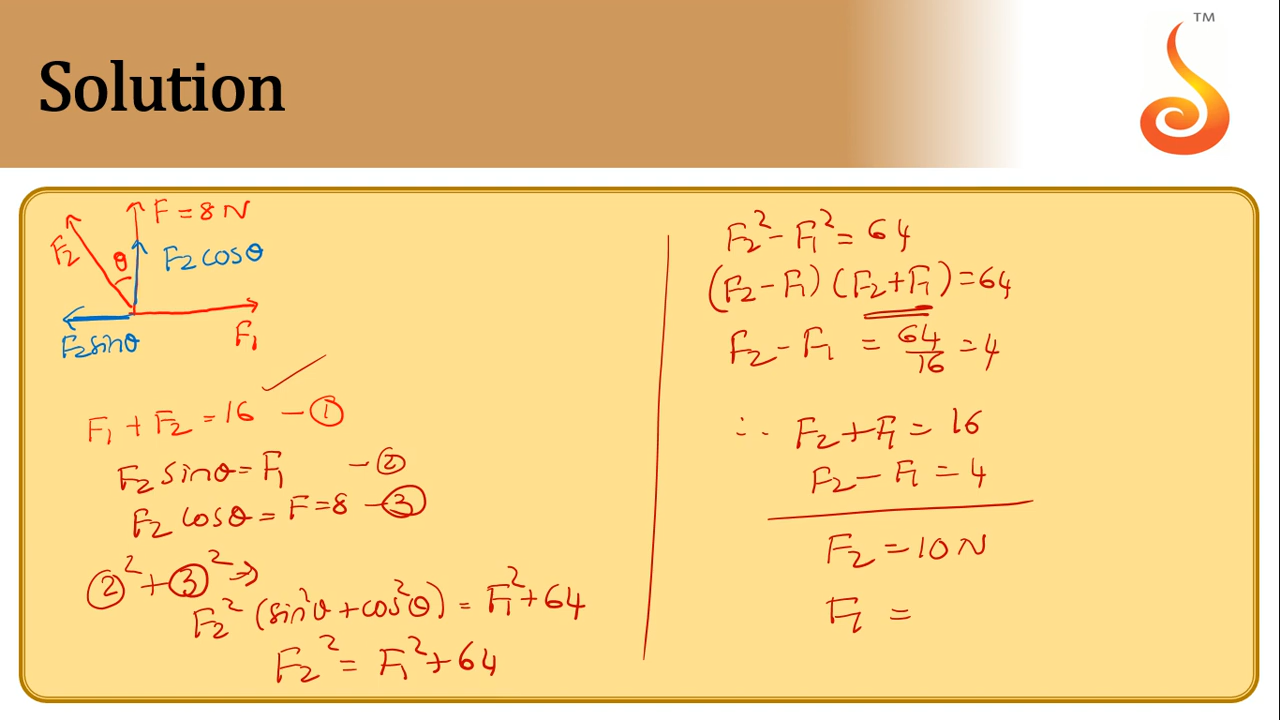 TM
Solution
F = 8 N
F₂
θ
F₂ cosθ
F₂ sinθ
F₁
F₁ + F₂ = 16 — ①
F₂ sinθ = F₁ — ②
F₂ cosθ = F = 8 — ③
②² + ③² ⇒
F₂² (sin²θ + cos²θ) = F₁² + 64
F₂² = F₁² + 64
F₂² - F₁² = 64
(F₂ - F₁) (F₂ + F₁) = 64
F₂ - F₁ = 64/16 = 4
∴ F₂ + F₁ = 16
F₂ - F₁ = 4
F₂ = 10 N
F₁ =